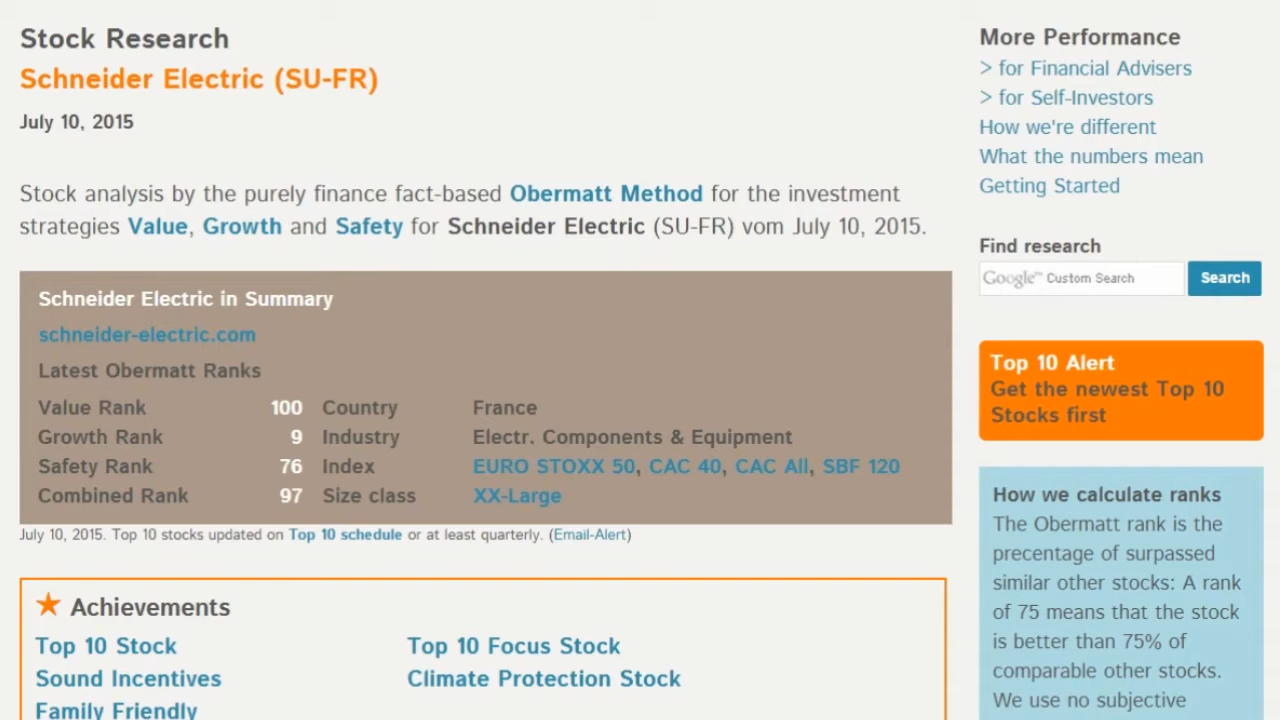 Stock Research
Schneider Electric (SU-FR)
July 10, 2015
Stock analysis by the purely finance fact-based Obermatt Method for the investment
strategies Value, Growth and Safety for Schneider Electric (SU-FR) vom July 10, 2015.
Schneider Electric in Summary
schneider-electric.com
Latest Obermatt Ranks
Value Rank 100 Country France
Growth Rank 9 Industry Electr. Components & Equipment
Safety Rank 76 Index EURO STOXX 50, CAC 40, CAC All, SBF 120
Combined Rank 97 Size class XX-Large
July 10, 2015. Top 10 stocks updated on Top 10 schedule or at least quarterly. (Email-Alert)
★ Achievements
Top 10 Stock Top 10 Focus Stock
Sound Incentives Climate Protection Stock
Family Friendly
More Performance
> for Financial Advisers
> for Self-Investors
How we're different
What the numbers mean
Getting Started
Find research
Google™ Custom Search Search
Top 10 Alert
Get the newest Top 10
Stocks first
How we calculate ranks
The Obermatt rank is the
precentage of surpassed
similar other stocks: A rank
of 75 means that the stock
is better than 75% of
comparable other stocks.
We use no subjective